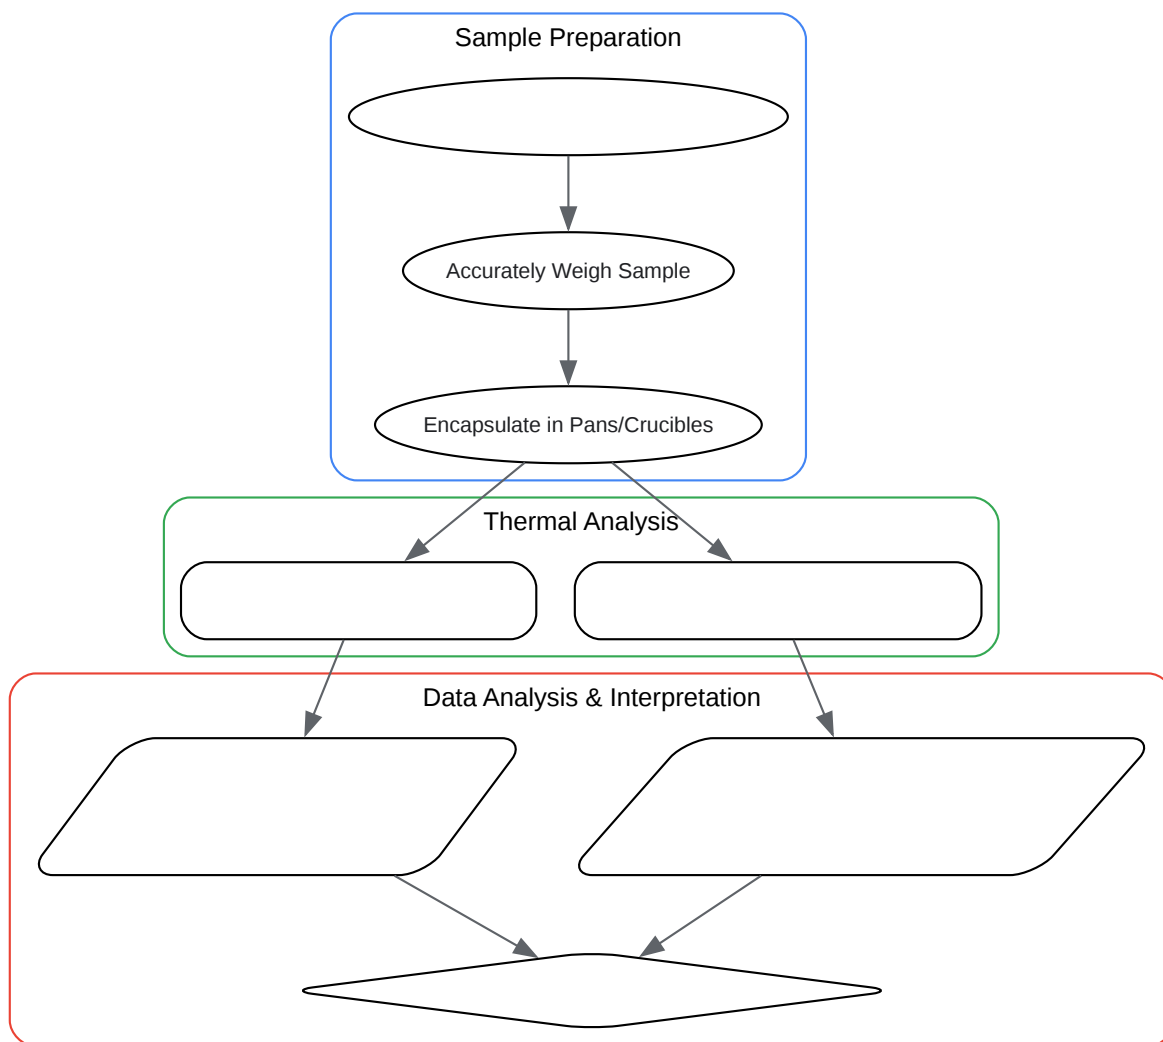 Sample Preparation
Accurately Weigh Sample
Encapsulate in Pans/Crucibles
Thermal Analysis
Data Analysis & Interpretation